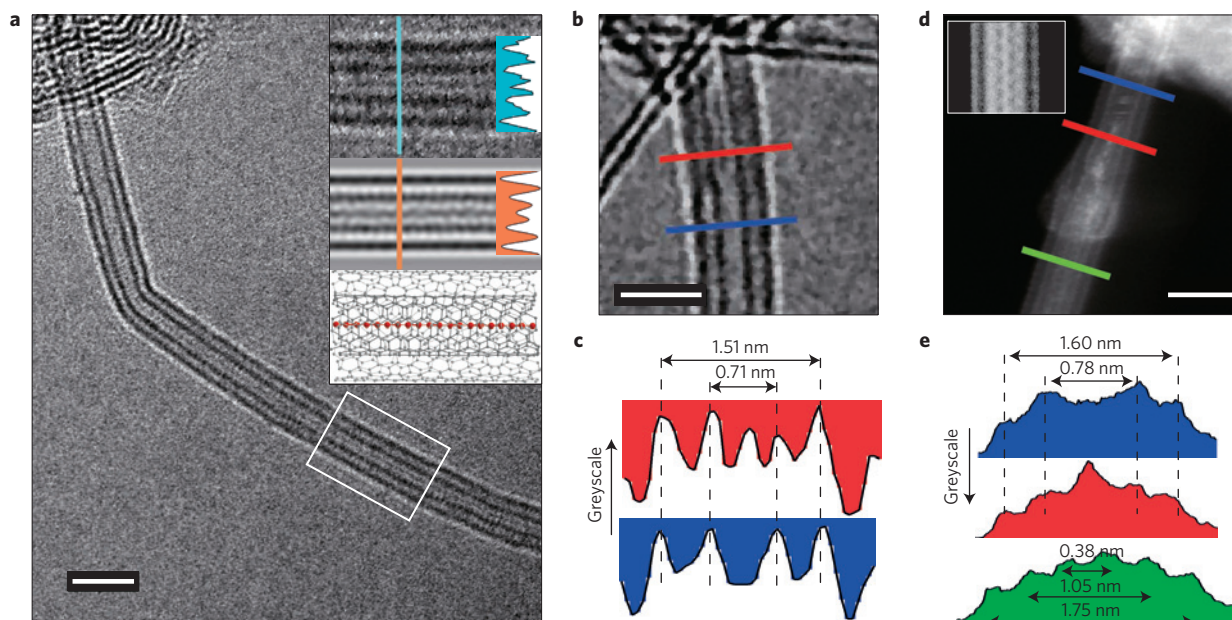 a
b
d
c
1.51 nm
0.71 nm
Greyscale
e
1.60 nm
0.78 nm
Greyscale
0.38 nm
1.05 nm
1.75 nm